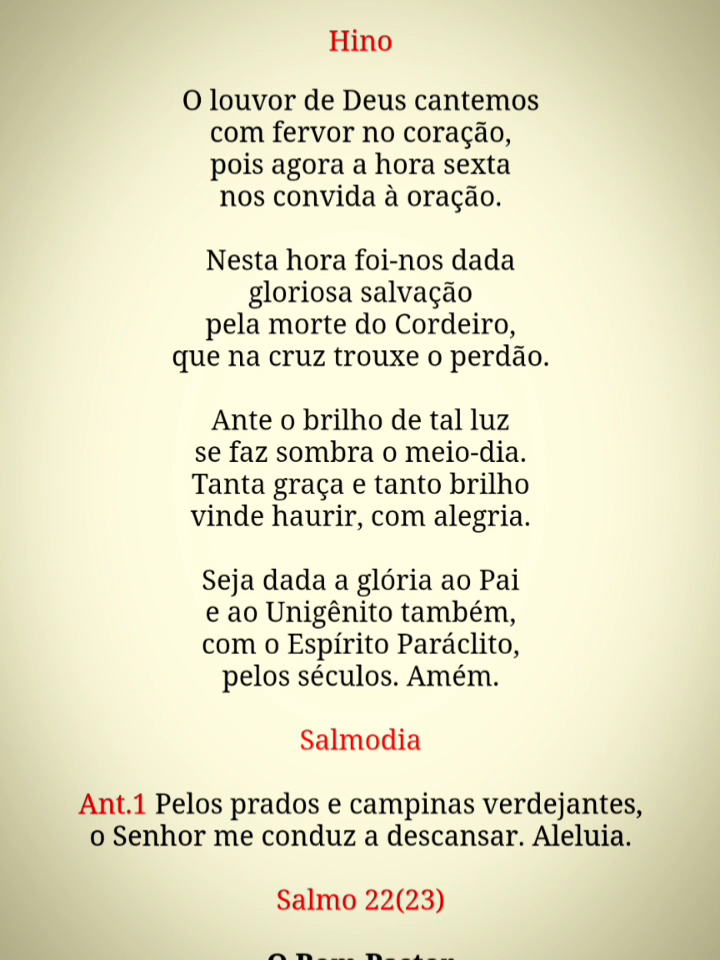 Hino
O louvor de Deus cantemos
com fervor no coração,
pois agora a hora sexta
nos convida à oração.
Nesta hora foi-nos dada
gloriosa salvação
pela morte do Cordeiro,
que na cruz trouxe o perdão.
Ante o brilho de tal luz
se faz sombra o meio-dia.
Tanta graça e tanto brilho
vinde haurir, com alegria.
Seja dada a glória ao Pai
e ao Unigênito também,
com o Espírito Paráclito,
pelos séculos. Amém.
Salmodia
Ant.1 Pelos prados e campinas verdejantes,
o Senhor me conduz a descansar. Aleluia.
Salmo 22(23)
O Bom Pastor